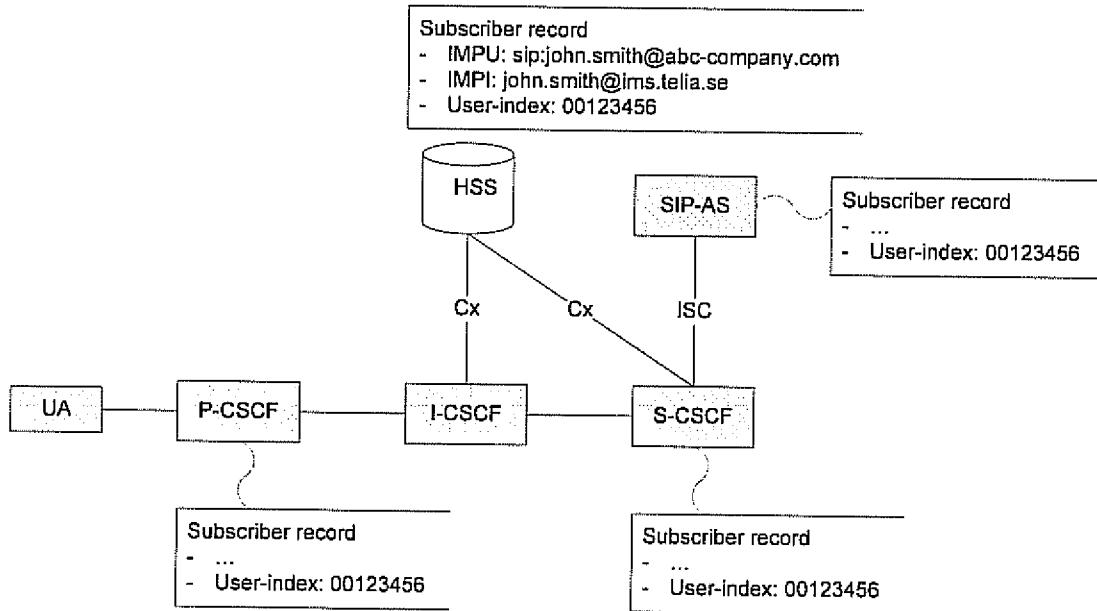 Subscriber record
- IMPU: sip:john.smith@abc-company.com
- IMPI: john.smith@ims.telia.se
- User-index: 00123456
HSS
SIP-AS
Subscriber record
- ...
- User-index: 00123456
Cx
Cx
ISC
UA
P-CSCF
I-CSCF
S-CSCF
Subscriber record
- ...
- User-index: 00123456
Subscriber record
- ...
- User-index: 00123456